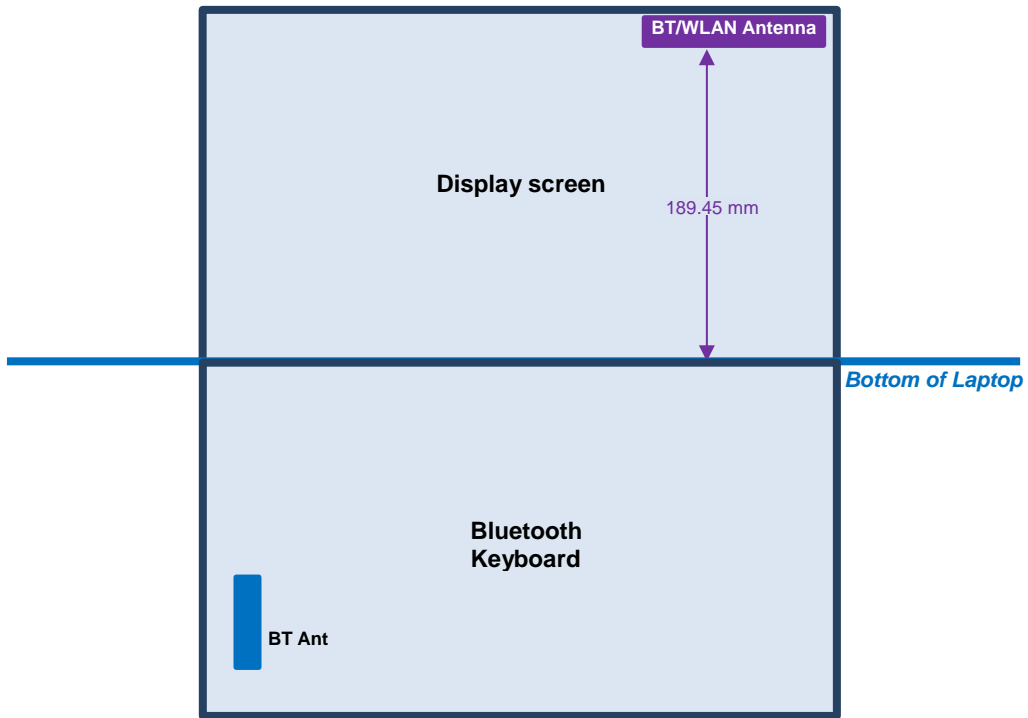 BT/WLAN Antenna
Display screen
189.45 mm
Bottom of Laptop
Bluetooth
Keyboard
BT Ant